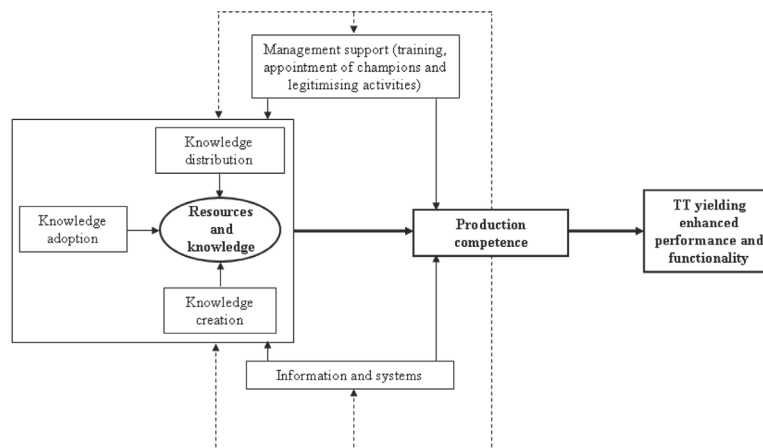 Management support (training,
appointment of champions and
legitimising activities)
Knowledge
distribution
Knowledge
adoption
Resources
and
knowledge
Knowledge
creation
Production
competence
TT yielding
enhanced
performance and
functionality
Information and systems